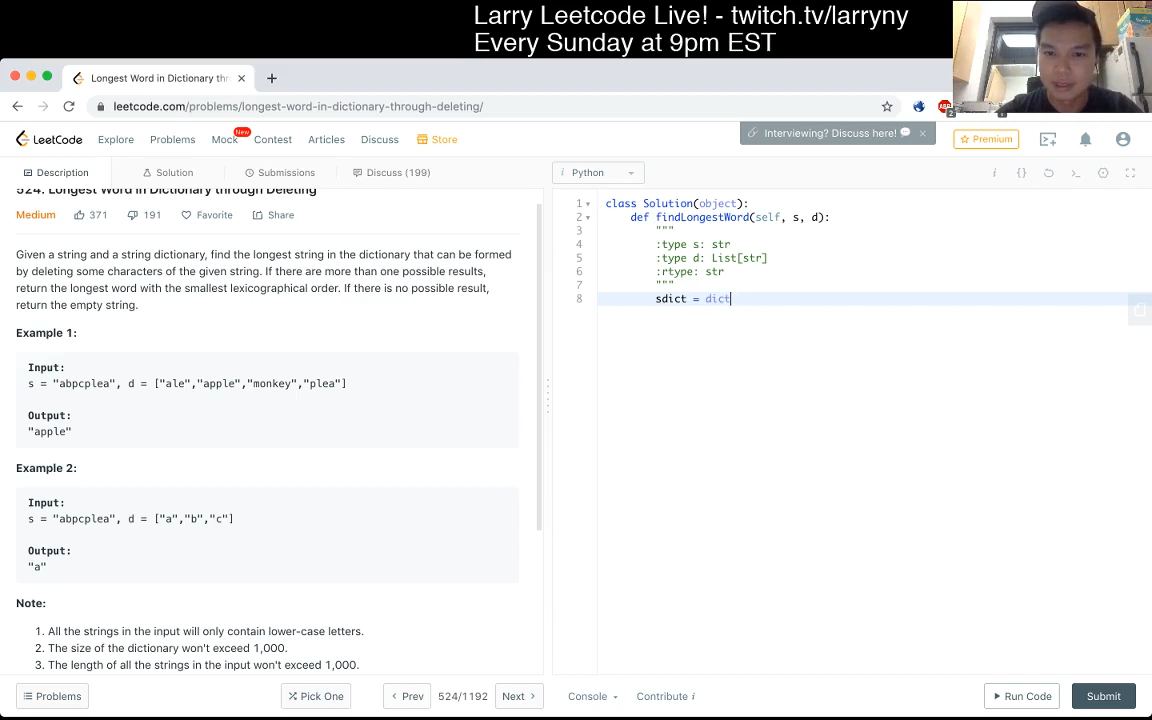 Larry Leetcode Live! - twitch.tv/larryny
Every Sunday at 9pm EST
Longest Word in Dictionary thr
leetcode.com/problems/longest-word-in-dictionary-through-deleting/
LeetCode
Explore
Problems
Mock
New
Contest
Articles
Discuss
Store
Interviewing? Discuss here!
Premium
Description
Solution
Submissions
Discuss (199)
Python
524. Longest Word in Dictionary through Deleting
Medium
371
191
Favorite
Share
Given a string and a string dictionary, find the longest string in the dictionary that can be formed
by deleting some characters of the given string. If there are more than one possible results,
return the longest word with the smallest lexicographical order. If there is no possible result,
return the empty string.
Example 1:
Input:
s = "abpcplea", d = ["ale","apple","monkey","plea"]
Output:
"apple"
Example 2:
Input:
s = "abpcplea", d = ["a","b","c"]
Output:
"a"
Note:
1. All the strings in the input will only contain lower-case letters.
2. The size of the dictionary won't exceed 1,000.
3. The length of all the strings in the input won't exceed 1,000.
1 class Solution(object):
2 def findLongestWord(self, s, d):
3 """
4 :type s: str
5 :type d: List[str]
6 :rtype: str
7 """
8 sdict = dict
Problems
Pick One
Prev
524/1192
Next
Console
Contribute i
Run Code
Submit